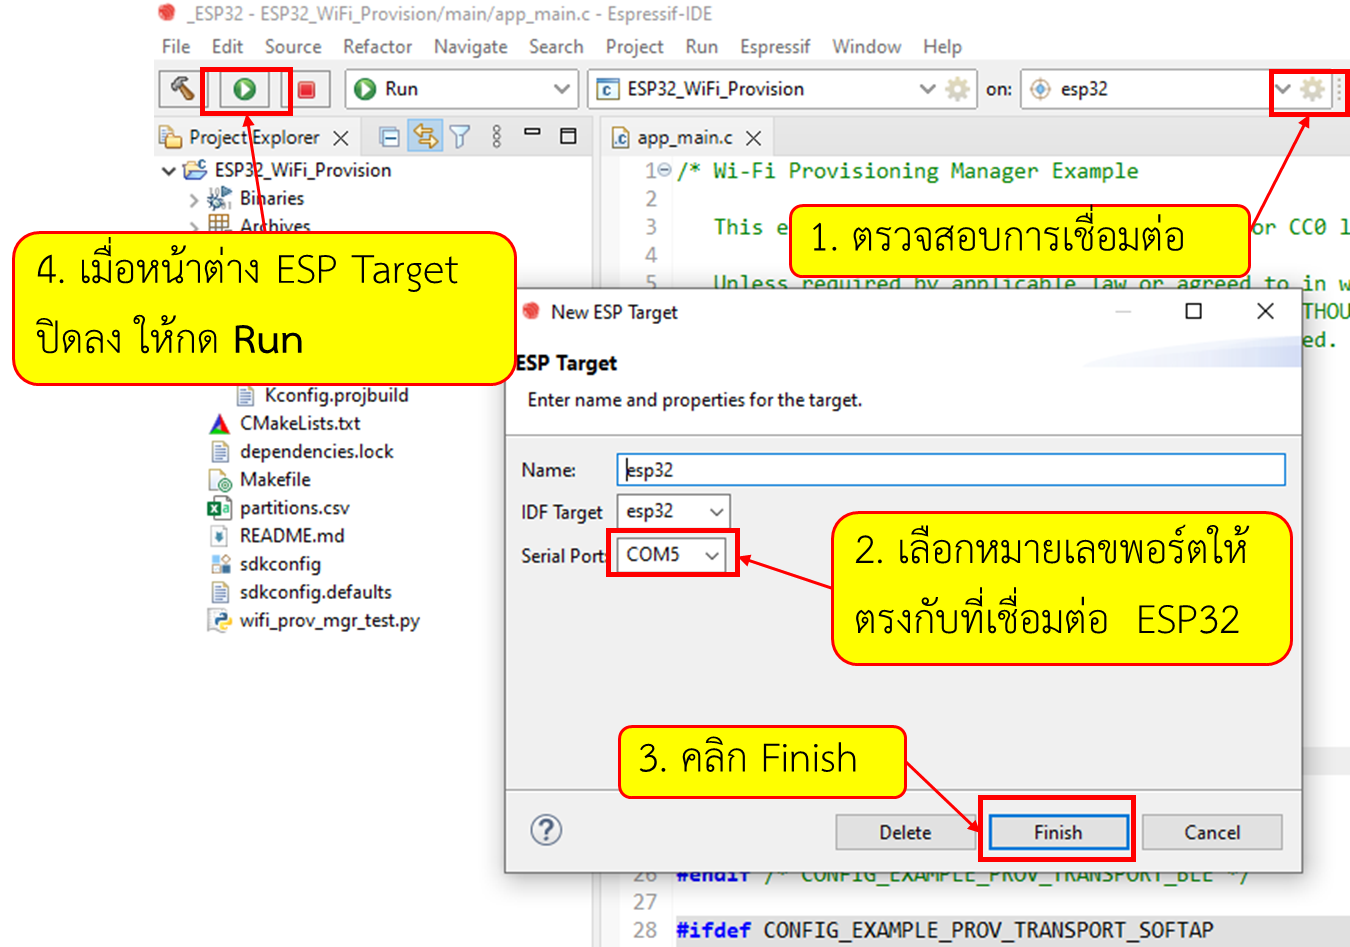 _ESP32 - ESP32_WiFi_Provision/main/app_main.c - Espressif-IDE
File Edit Source Refactor Navigate Search Project Run Espressif Window Help
Run ESP32_WiFi_Provision on: esp32
Project Explorer app_main.c
ESP32_WiFi_Provision
Binaries
Archives
1 /* Wi-Fi Provisioning Manager Example
2
3 This e or CC0 l
4
5 Unless required by applicable law or agreed to in w
THOU
ed.
1. ตรวจสอบการเชื่อมต่อ
4. เมื่อหน้าต่าง ESP Target
ปิดลง ให้กด Run
Kconfig.projbuild
CMakeLists.txt
dependencies.lock
Makefile
partitions.csv
README.md
sdkconfig
sdkconfig.defaults
wifi_prov_mgr_test.py
New ESP Target
ESP Target
Enter name and properties for the target.
Name: esp32
IDF Target esp32
Serial Port: COM5
2. เลือกหมายเลขพอร์ตให้
ตรงกับที่เชื่อมต่อ ESP32
3. คลิก Finish
Delete Finish Cancel
26 #endif /* CONFIG_EXAMPLE_PROV_TRANSPORT_BLE */
27
28 #ifdef CONFIG_EXAMPLE_PROV_TRANSPORT_SOFTAP